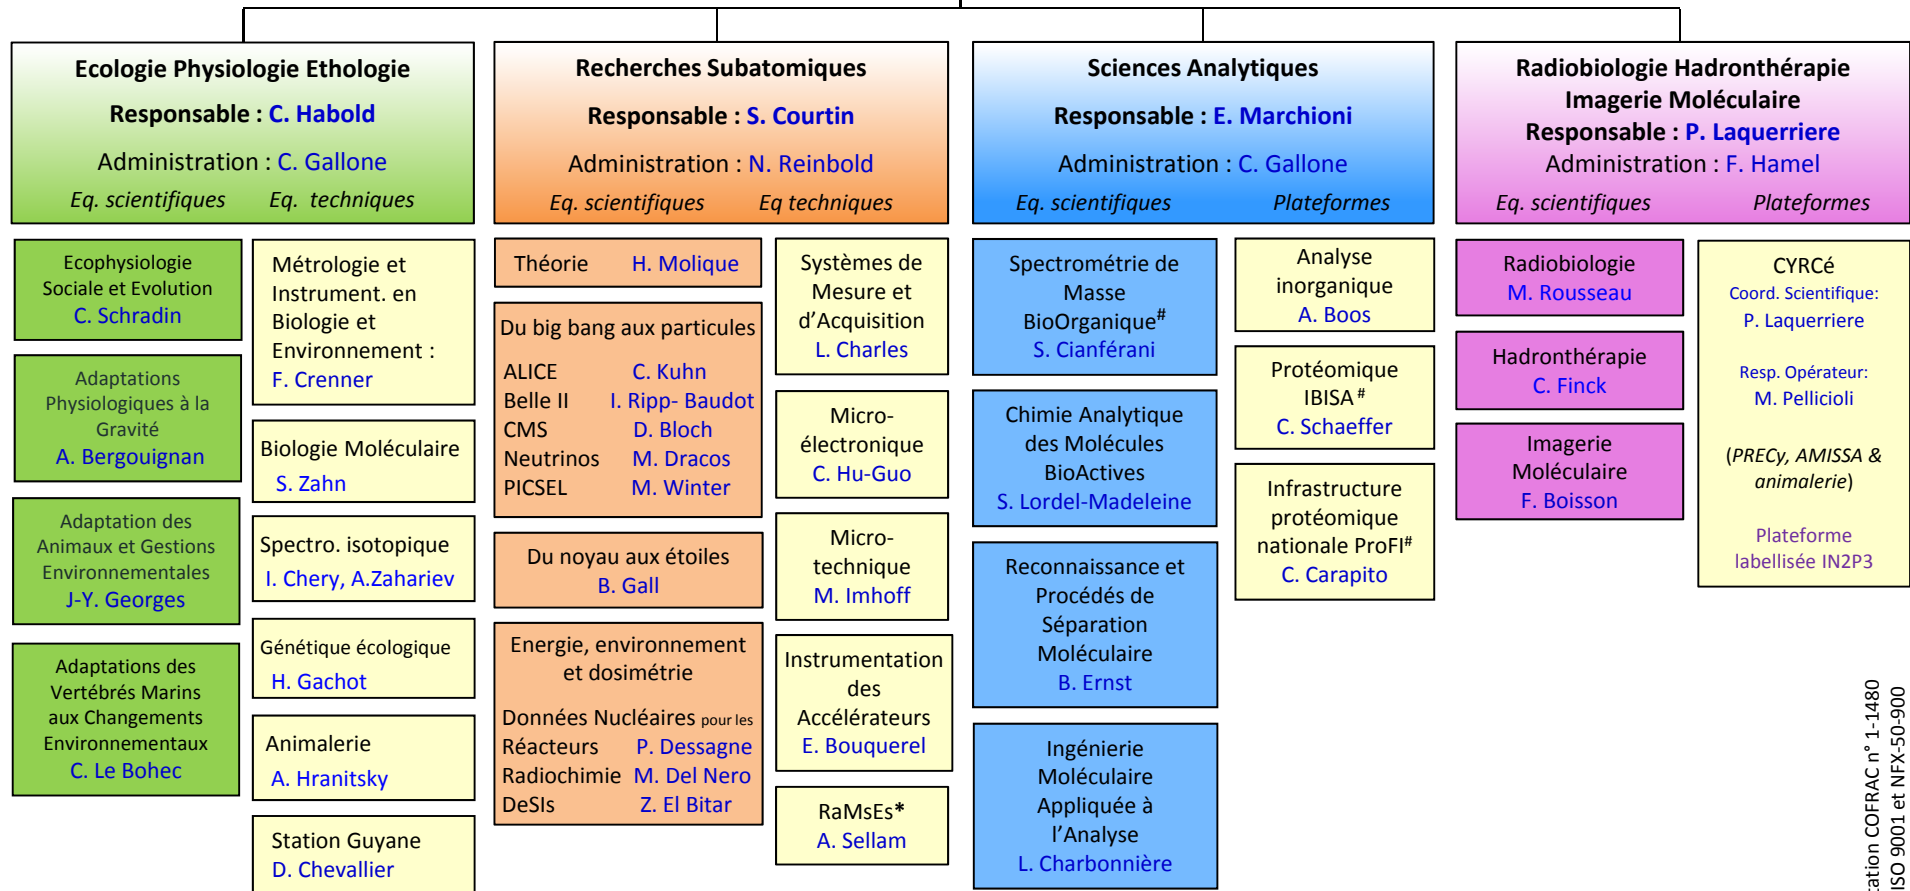 Ecologie Physiologie Ethologie
Responsable : C. Habold
Administration : C. Gallone
Eq. scientifiques Eq. techniques
Ecophysiologie
Sociale et Evolution
C. Schradin
Adaptations
Physiologiques à la
Gravité
A. Bergouignan
Adaptation des
Animaux et Gestions
Environnementales
J-Y. Georges
Adaptations des
Vertébrés Marins
aux Changements
Environnementaux
C. Le Bohec
Métrologie et
Instrument. en
Biologie et
Environnement :
F. Crenner
Biologie Moléculaire
S. Zahn
Spectro. isotopique
I. Chery, A.Zahariev
Génétique écologique
H. Gachot
Animalerie
A. Hranitsky
Station Guyane
D. Chevallier
Recherches Subatomiques
Responsable : S. Courtin
Administration : N. Reinbold
Eq. scientifiques Eq techniques
Théorie H. Molique
Du big bang aux particules
ALICE C. Kuhn
Belle II I. Ripp- Baudot
CMS D. Bloch
Neutrinos M. Dracos
PICSEL M. Winter
Du noyau aux étoiles
B. Gall
Energie, environnement
et dosimétrie
Données Nucléaires pour les
Réacteurs P. Dessagne
Radiochimie M. Del Nero
DeSIs Z. El Bitar
Systèmes de
Mesure et
d'Acquisition
L. Charles
Micro-
électronique
C. Hu-Guo
Micro-
technique
M. Imhoff
Instrumentation
des
Accélérateurs
E. Bouquerel
RaMsEs*
A. Sellam
Sciences Analytiques
Responsable : E. Marchioni
Administration : C. Gallone
Eq. scientifiques Plateformes
Spectrométrie de
Masse
BioOrganique#
S. Cianférani
Chimie Analytique
des Molécules
BioActives
S. Lordel-Madeleine
Reconnaissance et
Procédés de
Séparation
Moléculaire
B. Ernst
Ingénierie
Moléculaire
Appliquée à
l'Analyse
L. Charbonnière
Analyse
inorganique
A. Boos
Protéomique
IBISA #
C. Schaeffer
Infrastructure
protéomique
nationale ProFI#
C. Carapito
Radiobiologie Hadronthérapie
Imagerie Moléculaire
Responsable : P. Laquerriere
Administration : F. Hamel
Eq. scientifiques Plateformes
Radiobiologie
M. Rousseau
Hadronthérapie
C. Finck
Imagerie
Moléculaire
F. Boisson
CYRCé
Coord. Scientifique:
P. Laquerriere
Resp. Opérateur:
M. Pellicioli
(PRECy, AMISSA &
animalerie)
Plateforme
labellisée IN2P3
COFRAC n° 1-1480
ISO 9001 et NFX-50-900